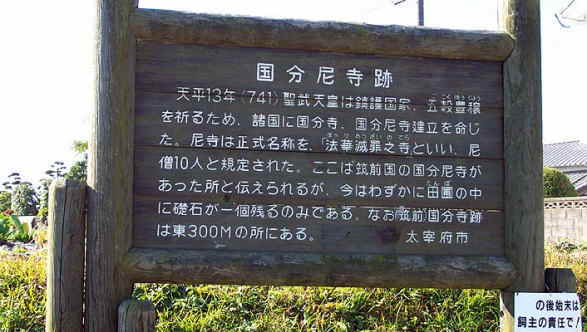 国分尼寺跡
天平13年(741)聖武天皇は鎮護国家、五穀豊穣
を祈るため、諸国に国分寺、国分尼寺建立を命じ
た。尼寺は正式名称を、「法華滅罪之寺といい、尼
僧10人と規定された。ここは筑前国の国分尼寺が
あった所と伝えられるが、今はわずかに田圃の中
に礎石が一個残るのみである。なお筑前国分寺跡
は東300Mの所にある。 太宰府市
の後始末は
飼主の責任で!